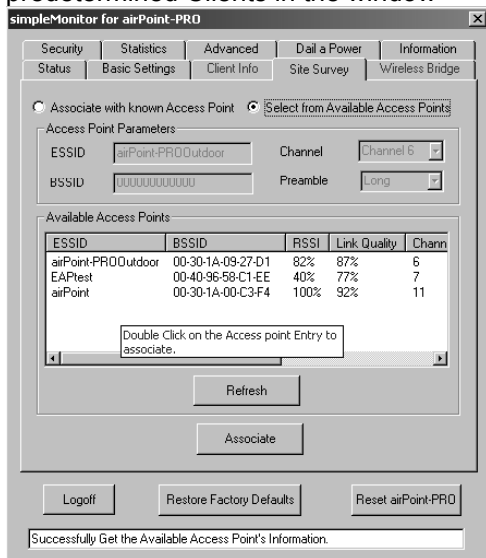 predetermined Clients in the window
simpleMonitor for airPoint-PRO
Security Statistics Advanced Dail a Power Information
Status Basic Settings Client Info Site Survey Wireless Bridge
Associate with known Access Point Select from Available Access Points
Access Point Parameters
ESSID airPoint-PROOutdoor Channel Channel 6
BSSID 000000000000 Preamble Long
Available Access Points
ESSID BSSID RSSI Link Quality Chann
airPoint-PROOutdoor 00-30-1A-09-27-D1 82% 87% 6
EAPtest 00-40-96-58-C1-EE 40% 77% 7
airPoint 00-30-1A-00-C3-F4 100% 92% 11
Double Click on the Access point Entry to
associate.
Refresh
Associate
Logoff Restore Factory Defaults Reset airPoint-PRO
Successfully Get the Available Access Point's Information.